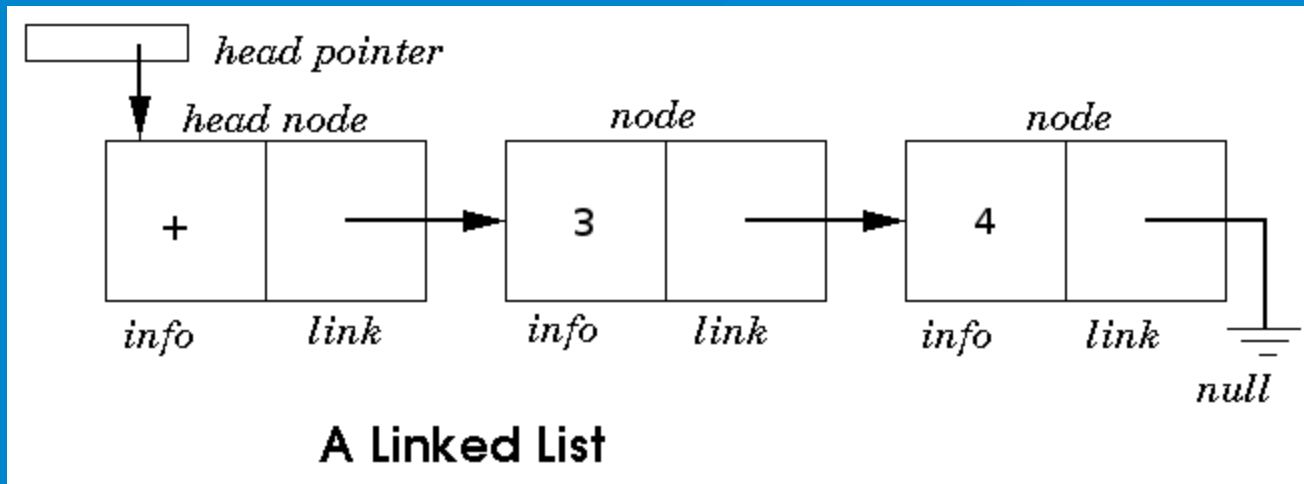 head pointer
head node node node
+ 3 4
info link info link info link
null
A Linked List